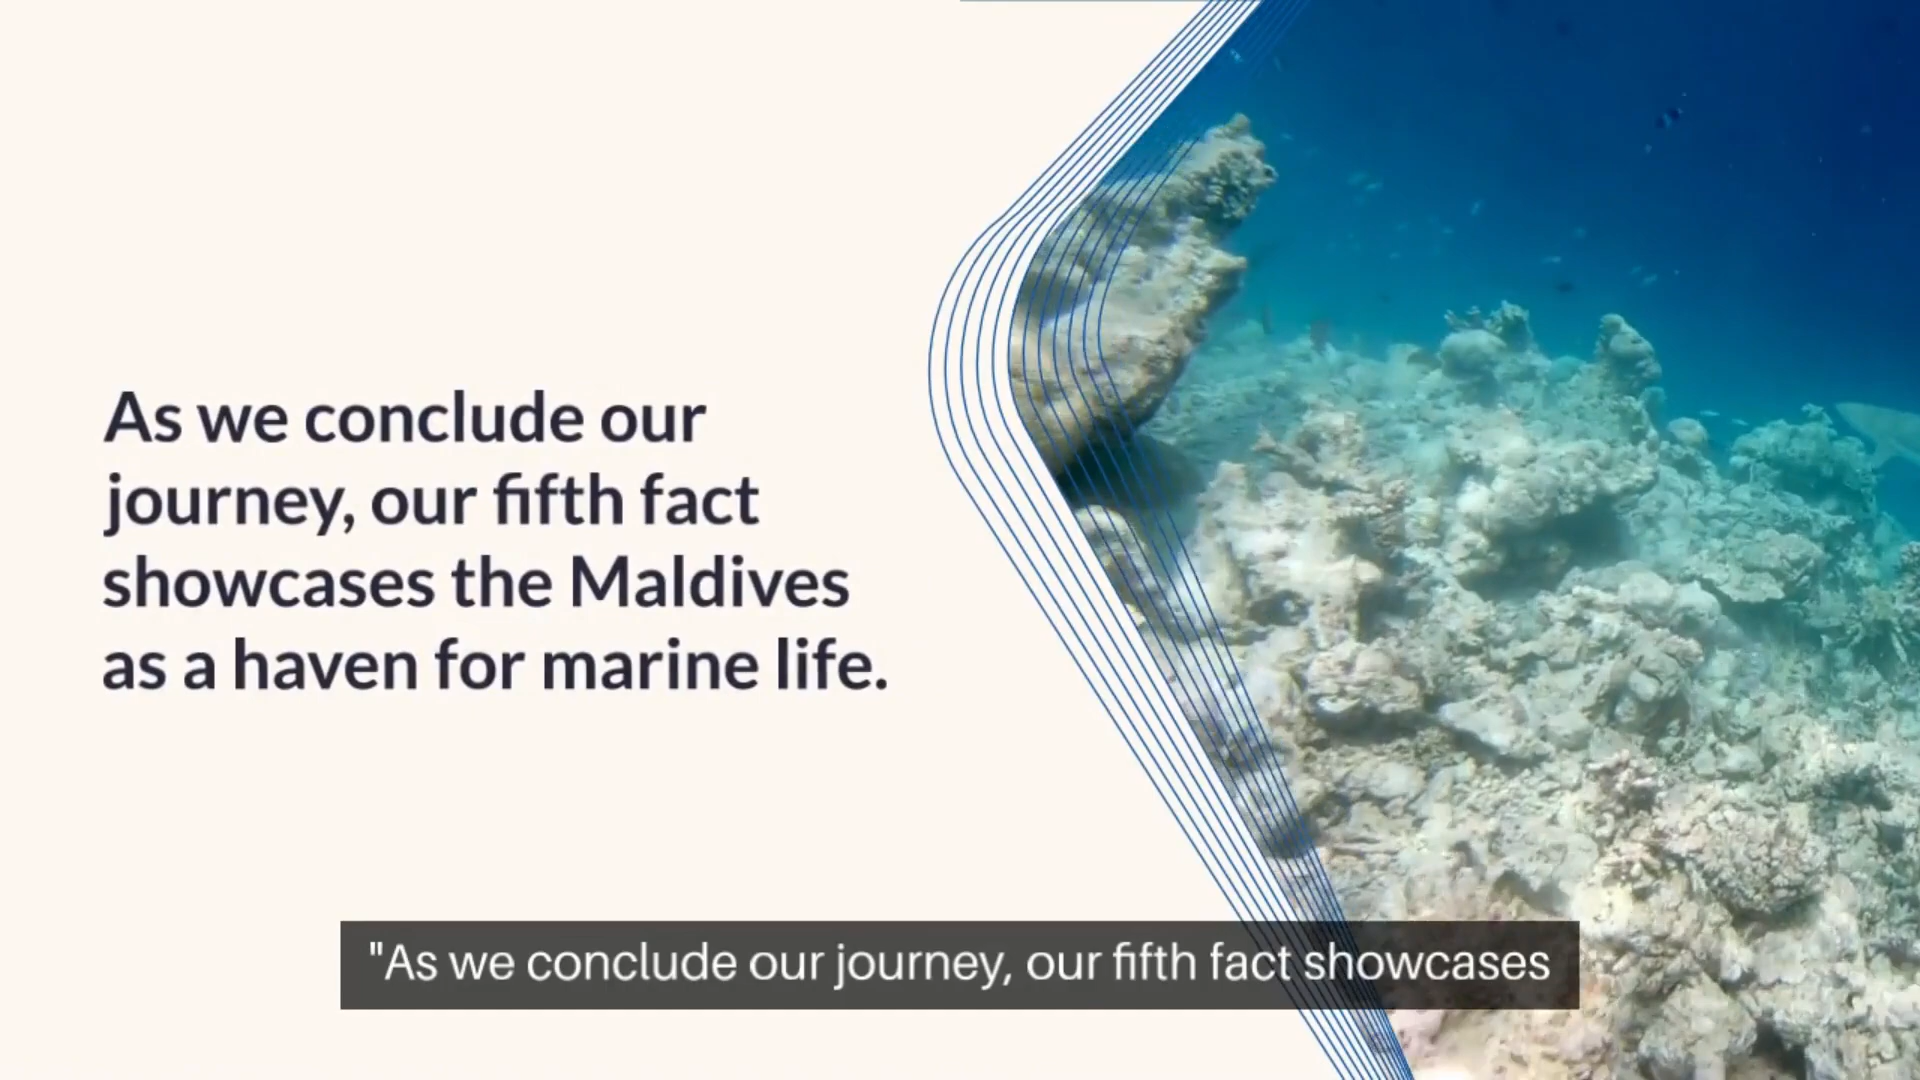 As we conclude our
journey, our fifth fact
showcases the Maldives
as a haven for marine life.
"As we conclude our journey, our fifth fact showcases